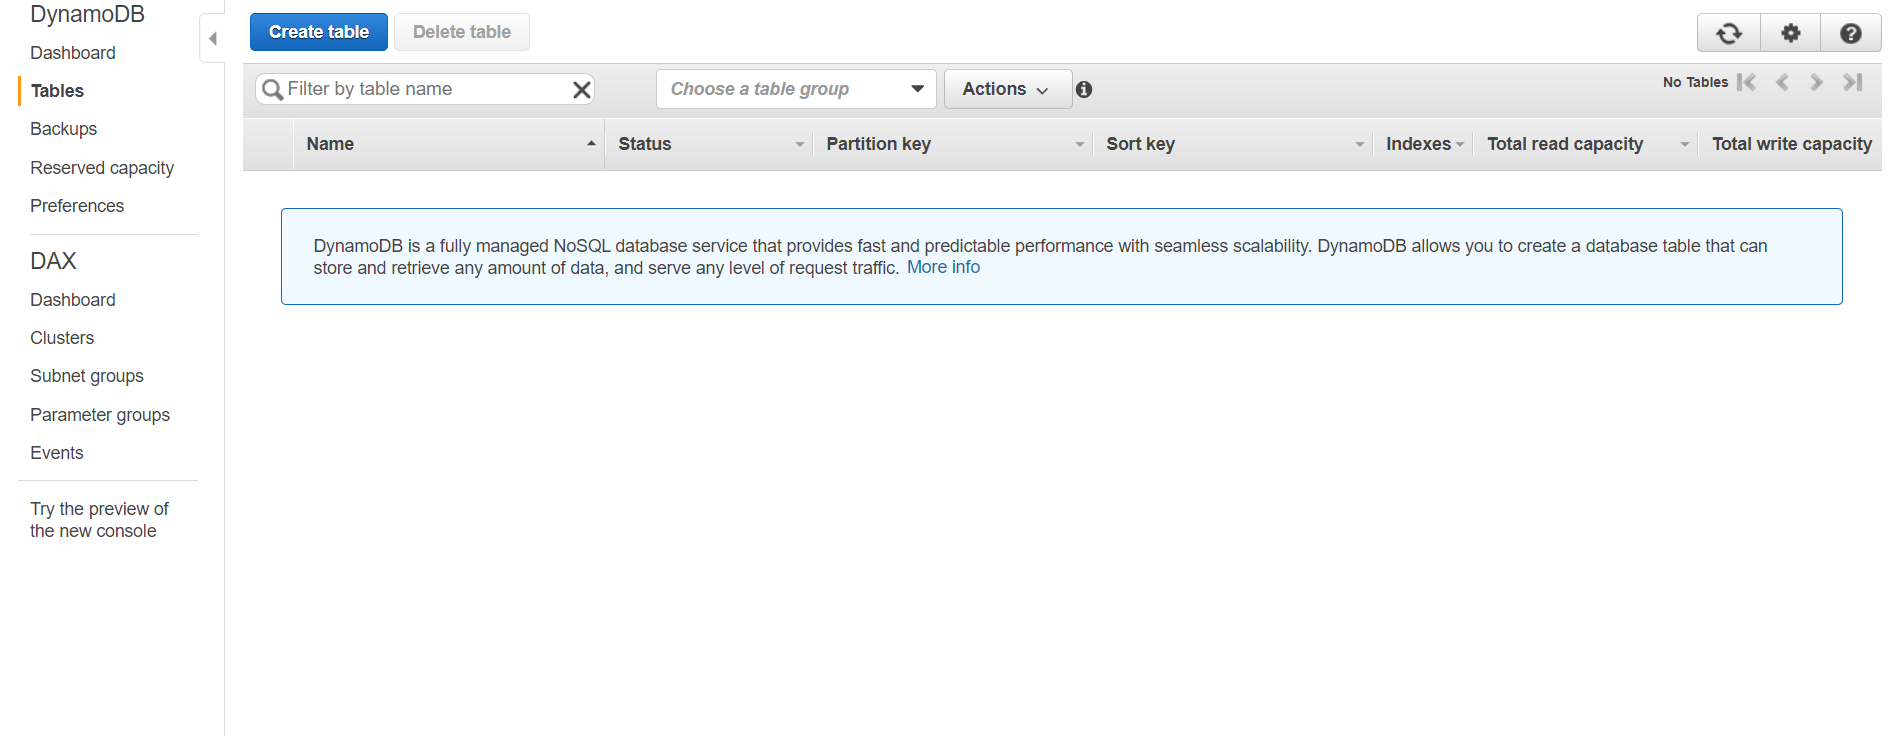 DynamoDB
Dashboard
Tables
Backups
Reserved capacity
Preferences
DAX
Dashboard
Clusters
Subnet groups
Parameter groups
Events
Try the preview of
the new console
Create table
Delete table
Filter by table name
Choose a table group
Actions
No Tables
Name
Status
Partition key
Sort key
Indexes
Total read capacity
Total write capacity
DynamoDB is a fully managed NoSQL database service that provides fast and predictable performance with seamless scalability. DynamoDB allows you to create a database table that can
store and retrieve any amount of data, and serve any level of request traffic. More info